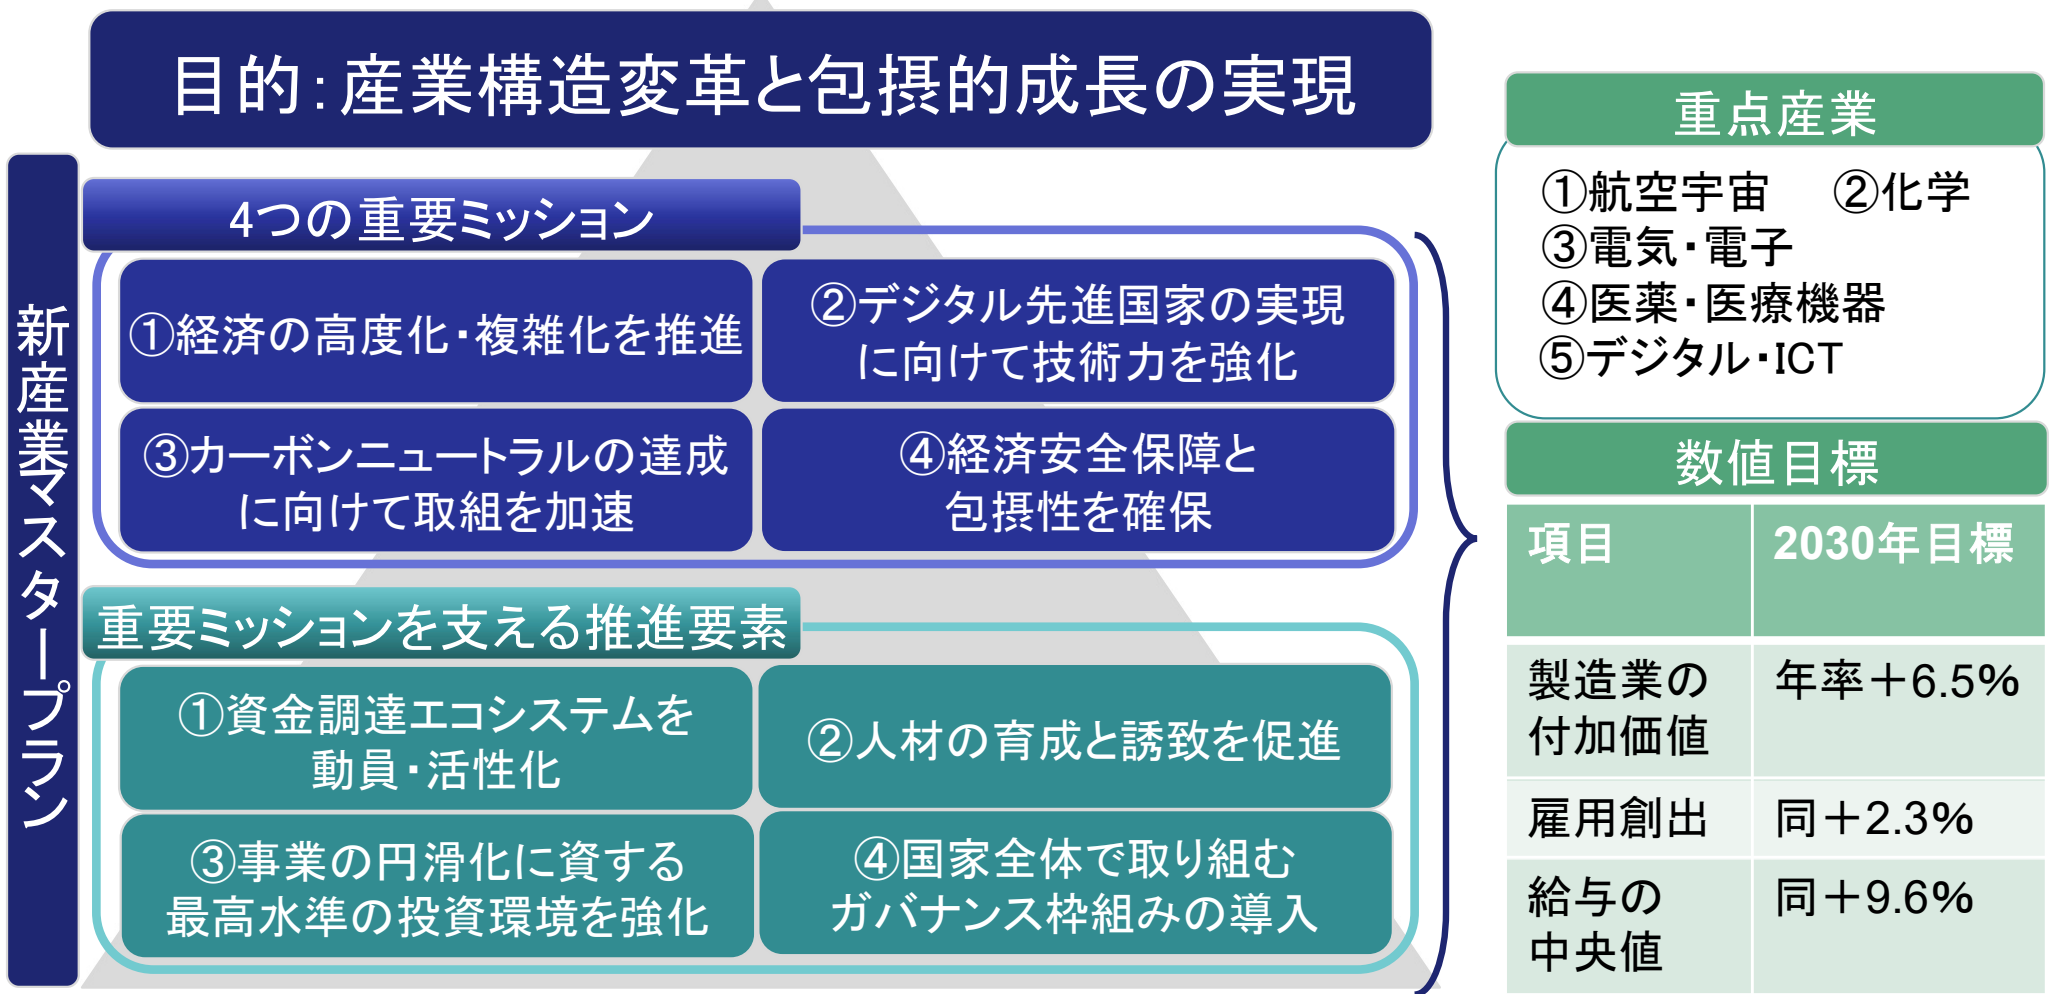 目的：産業構造変革と包摂的成長の実現
新産業マスタープラン
4つの重要ミッション
①経済の高度化・複雑化を推進
②デジタル先進国家の実現
に向けて技術力を強化
③カーボンニュートラルの達成
に向けて取組を加速
④経済安全保障と
包摂性を確保
重要ミッションを支える推進要素
①資金調達エコシステムを
動員・活性化
②人材の育成と誘致を促進
③事業の円滑化に資する
最高水準の投資環境を強化
④国家全体で取り組む
ガバナンス枠組みの導入
重点産業
①航空宇宙 ②化学
③電気・電子
④医薬・医療機器
⑤デジタル・ICT
数値目標
項目 2030年目標
製造業の 年率＋6.5%
付加価値
雇用創出 同＋2.3%
給与の 同＋9.6%
中央値